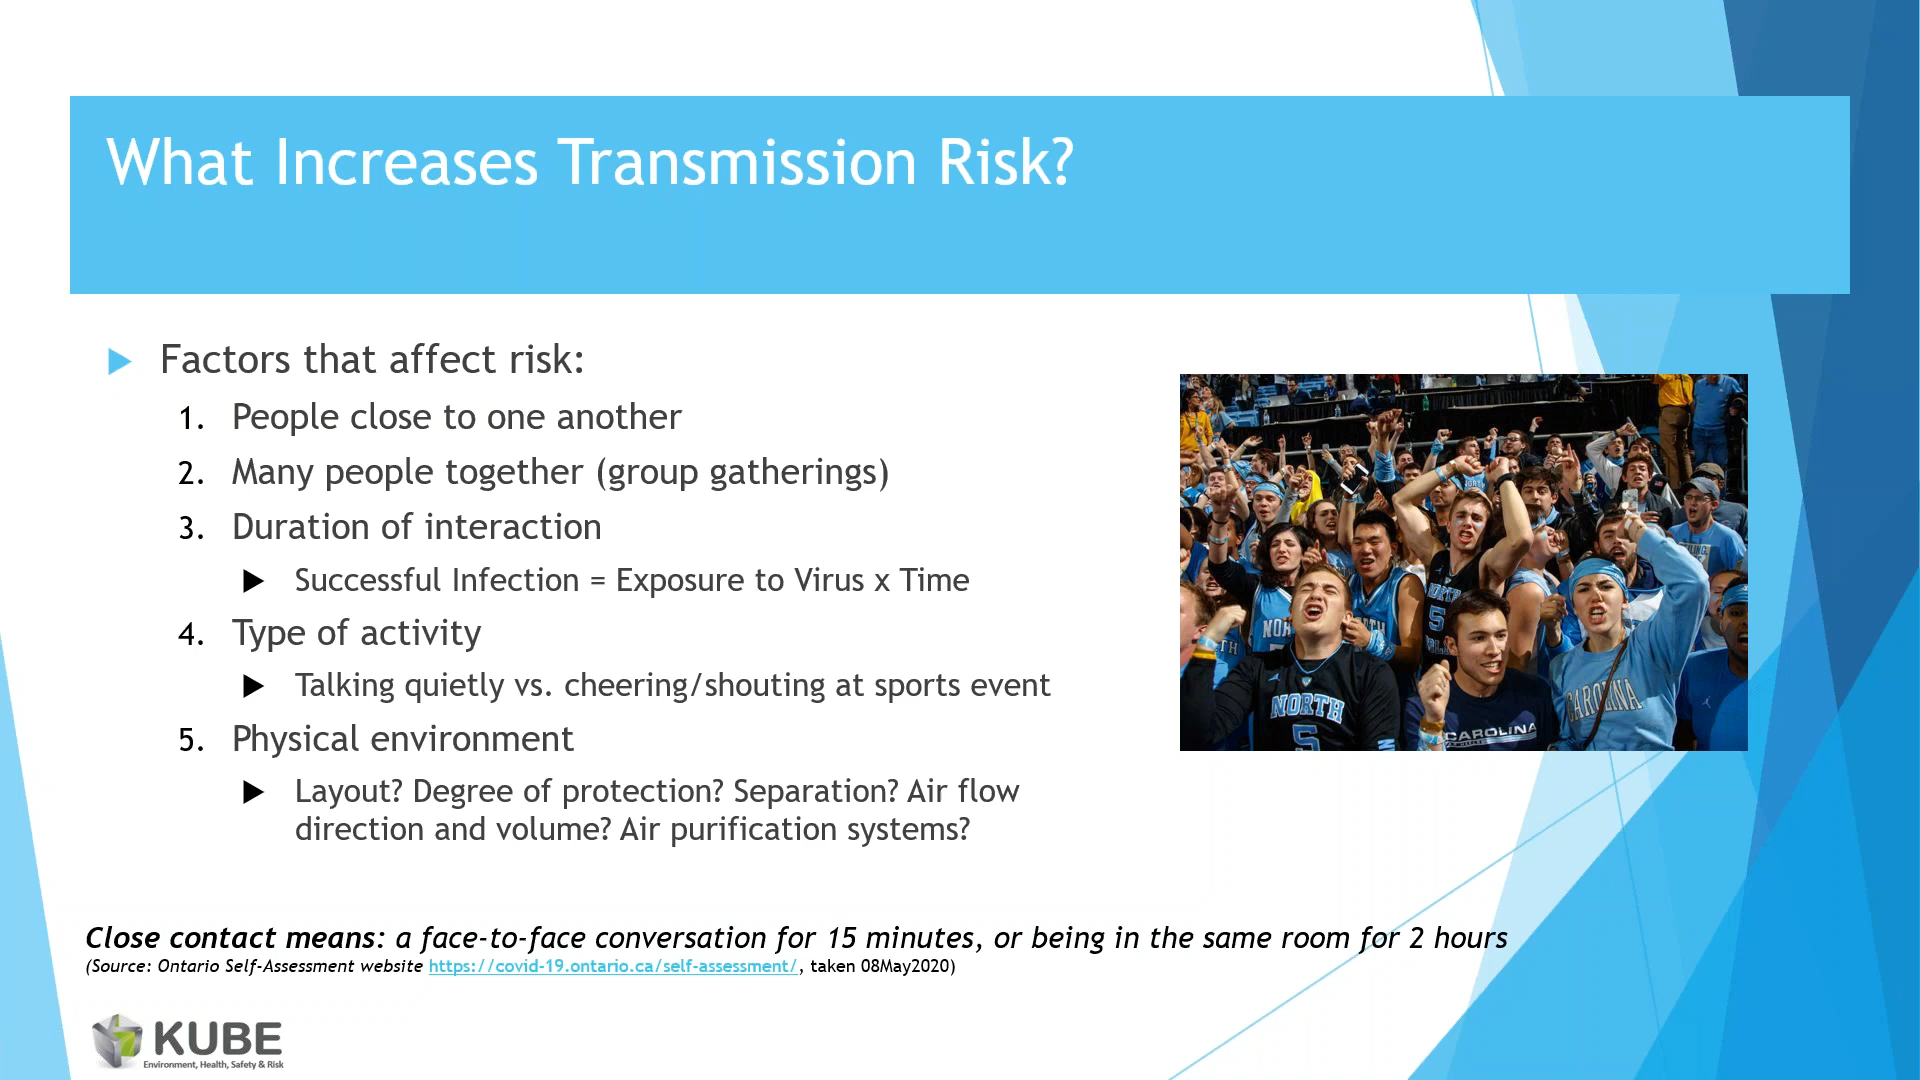 What Increases Transmission Risk?
▶ Factors that affect risk:
1. People close to one another
2. Many people together (group gatherings)
3. Duration of interaction
▶ Successful Infection = Exposure to Virus x Time
4. Type of activity
▶ Talking quietly vs. cheering/shouting at sports event
5. Physical environment
▶ Layout? Degree of protection? Separation? Air flow
direction and volume? Air purification systems?
NORTH
5
CAROLINA
CAROLINA
Close contact means: a face-to-face conversation for 15 minutes, or being in the same room for 2 hours
(Source: Ontario Self-Assessment website https://covid-19.ontario.ca/self-assessment/, taken 08May2020)
KUBE
Environment, Health, Safety & Risk